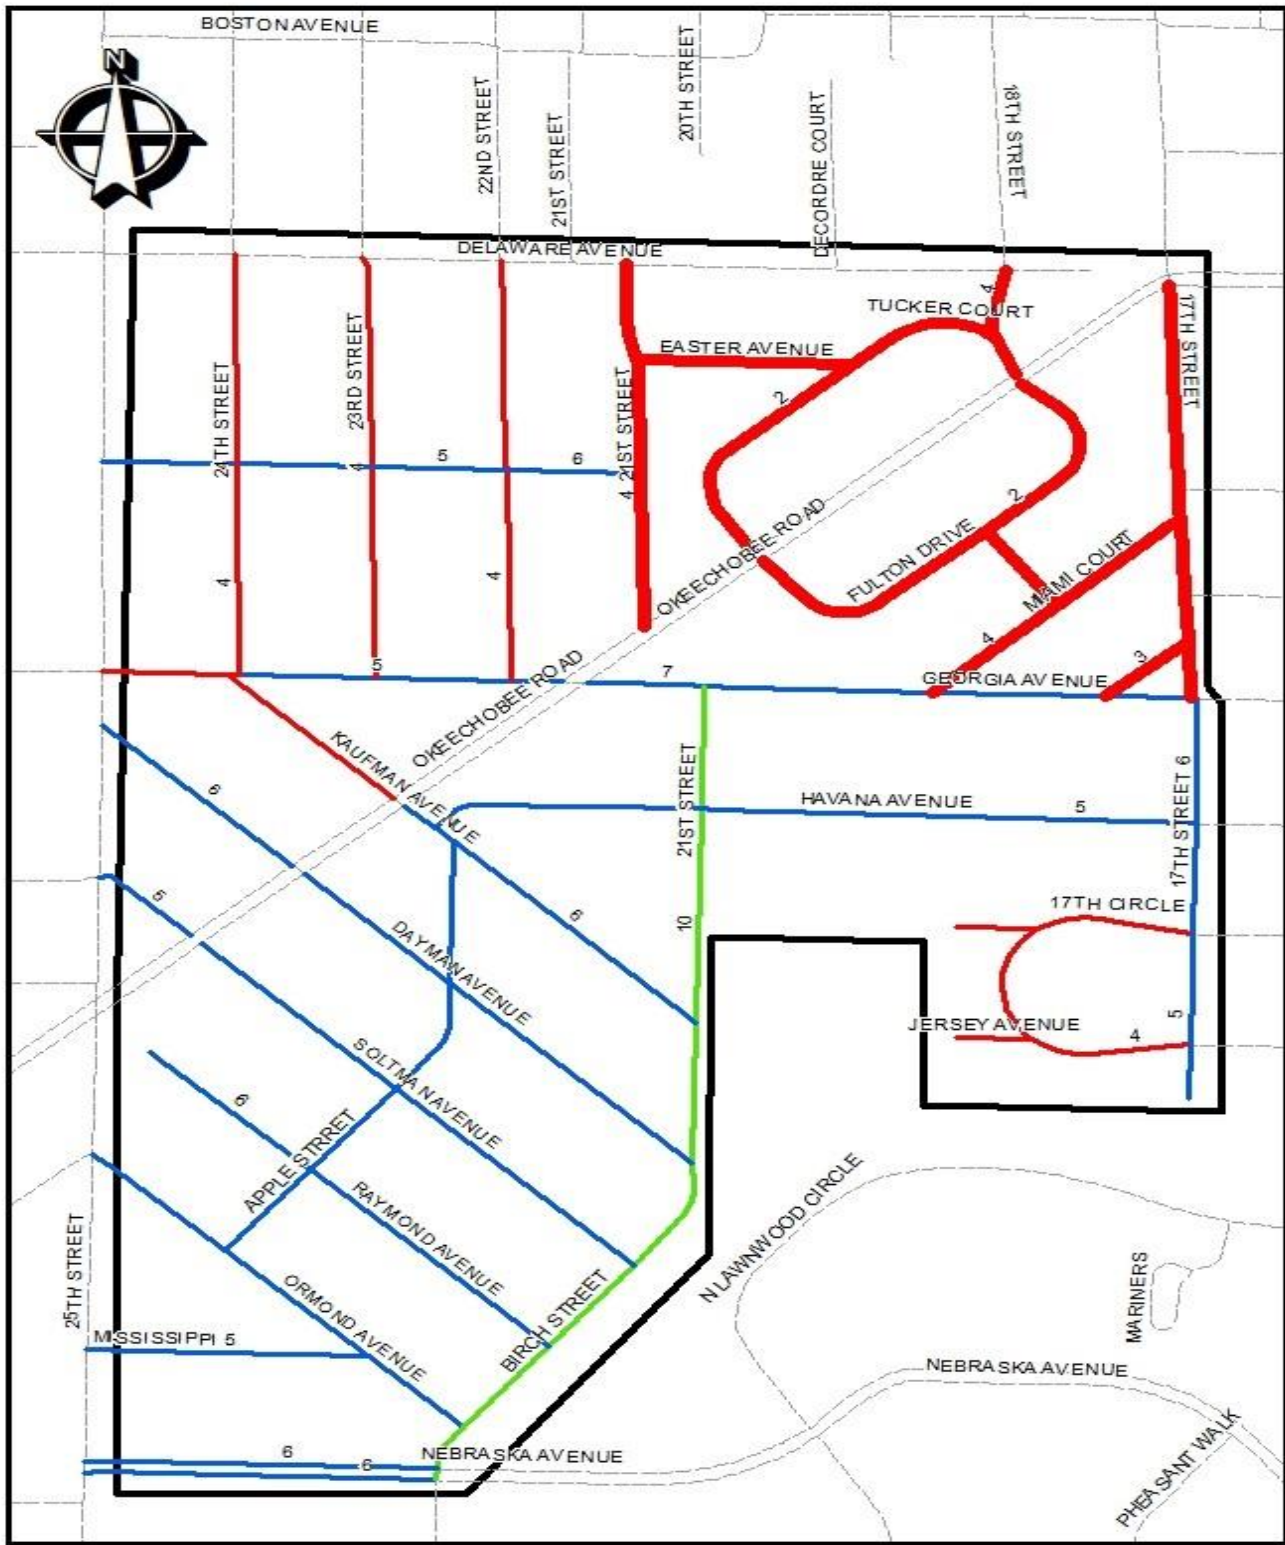 BOSTON AVENUE
N
22ND STREET
21ST STREET
20TH STREET
DECORDRE COURT
18TH STREET
DELAWARE AVENUE
4
TUCKER COURT
17TH STREET
24TH STREET
23RD STREET
EASTER AVENUE
2
21ST STREET
4
4
5
6
4
4
OKEECHOBEE ROAD
2
FULTON DRIVE
MIAMI COURT
4
3
5
7
GEORGIA AVENUE
OKEECHOBEE ROAD
KAUFMAN AVENUE
6
21ST STREET
10
HAVANA AVENUE
5
17TH STREET 6
5
6
DAYMAN AVENUE
17TH CIRCLE
JERSEY AVENUE
4
5
SOLTMAN AVENUE
6
APPLE STRRET
RAYMOND AVENUE
ORMOND AVENUE
25TH STREET
MISSISSIPPI 5
BIRCH STREET
N LAWNWOOD CIRCLE
MARINERS
NEBRASKA AVENUE
6
6
NEBRASKA AVENUE
PHEASANT WALK